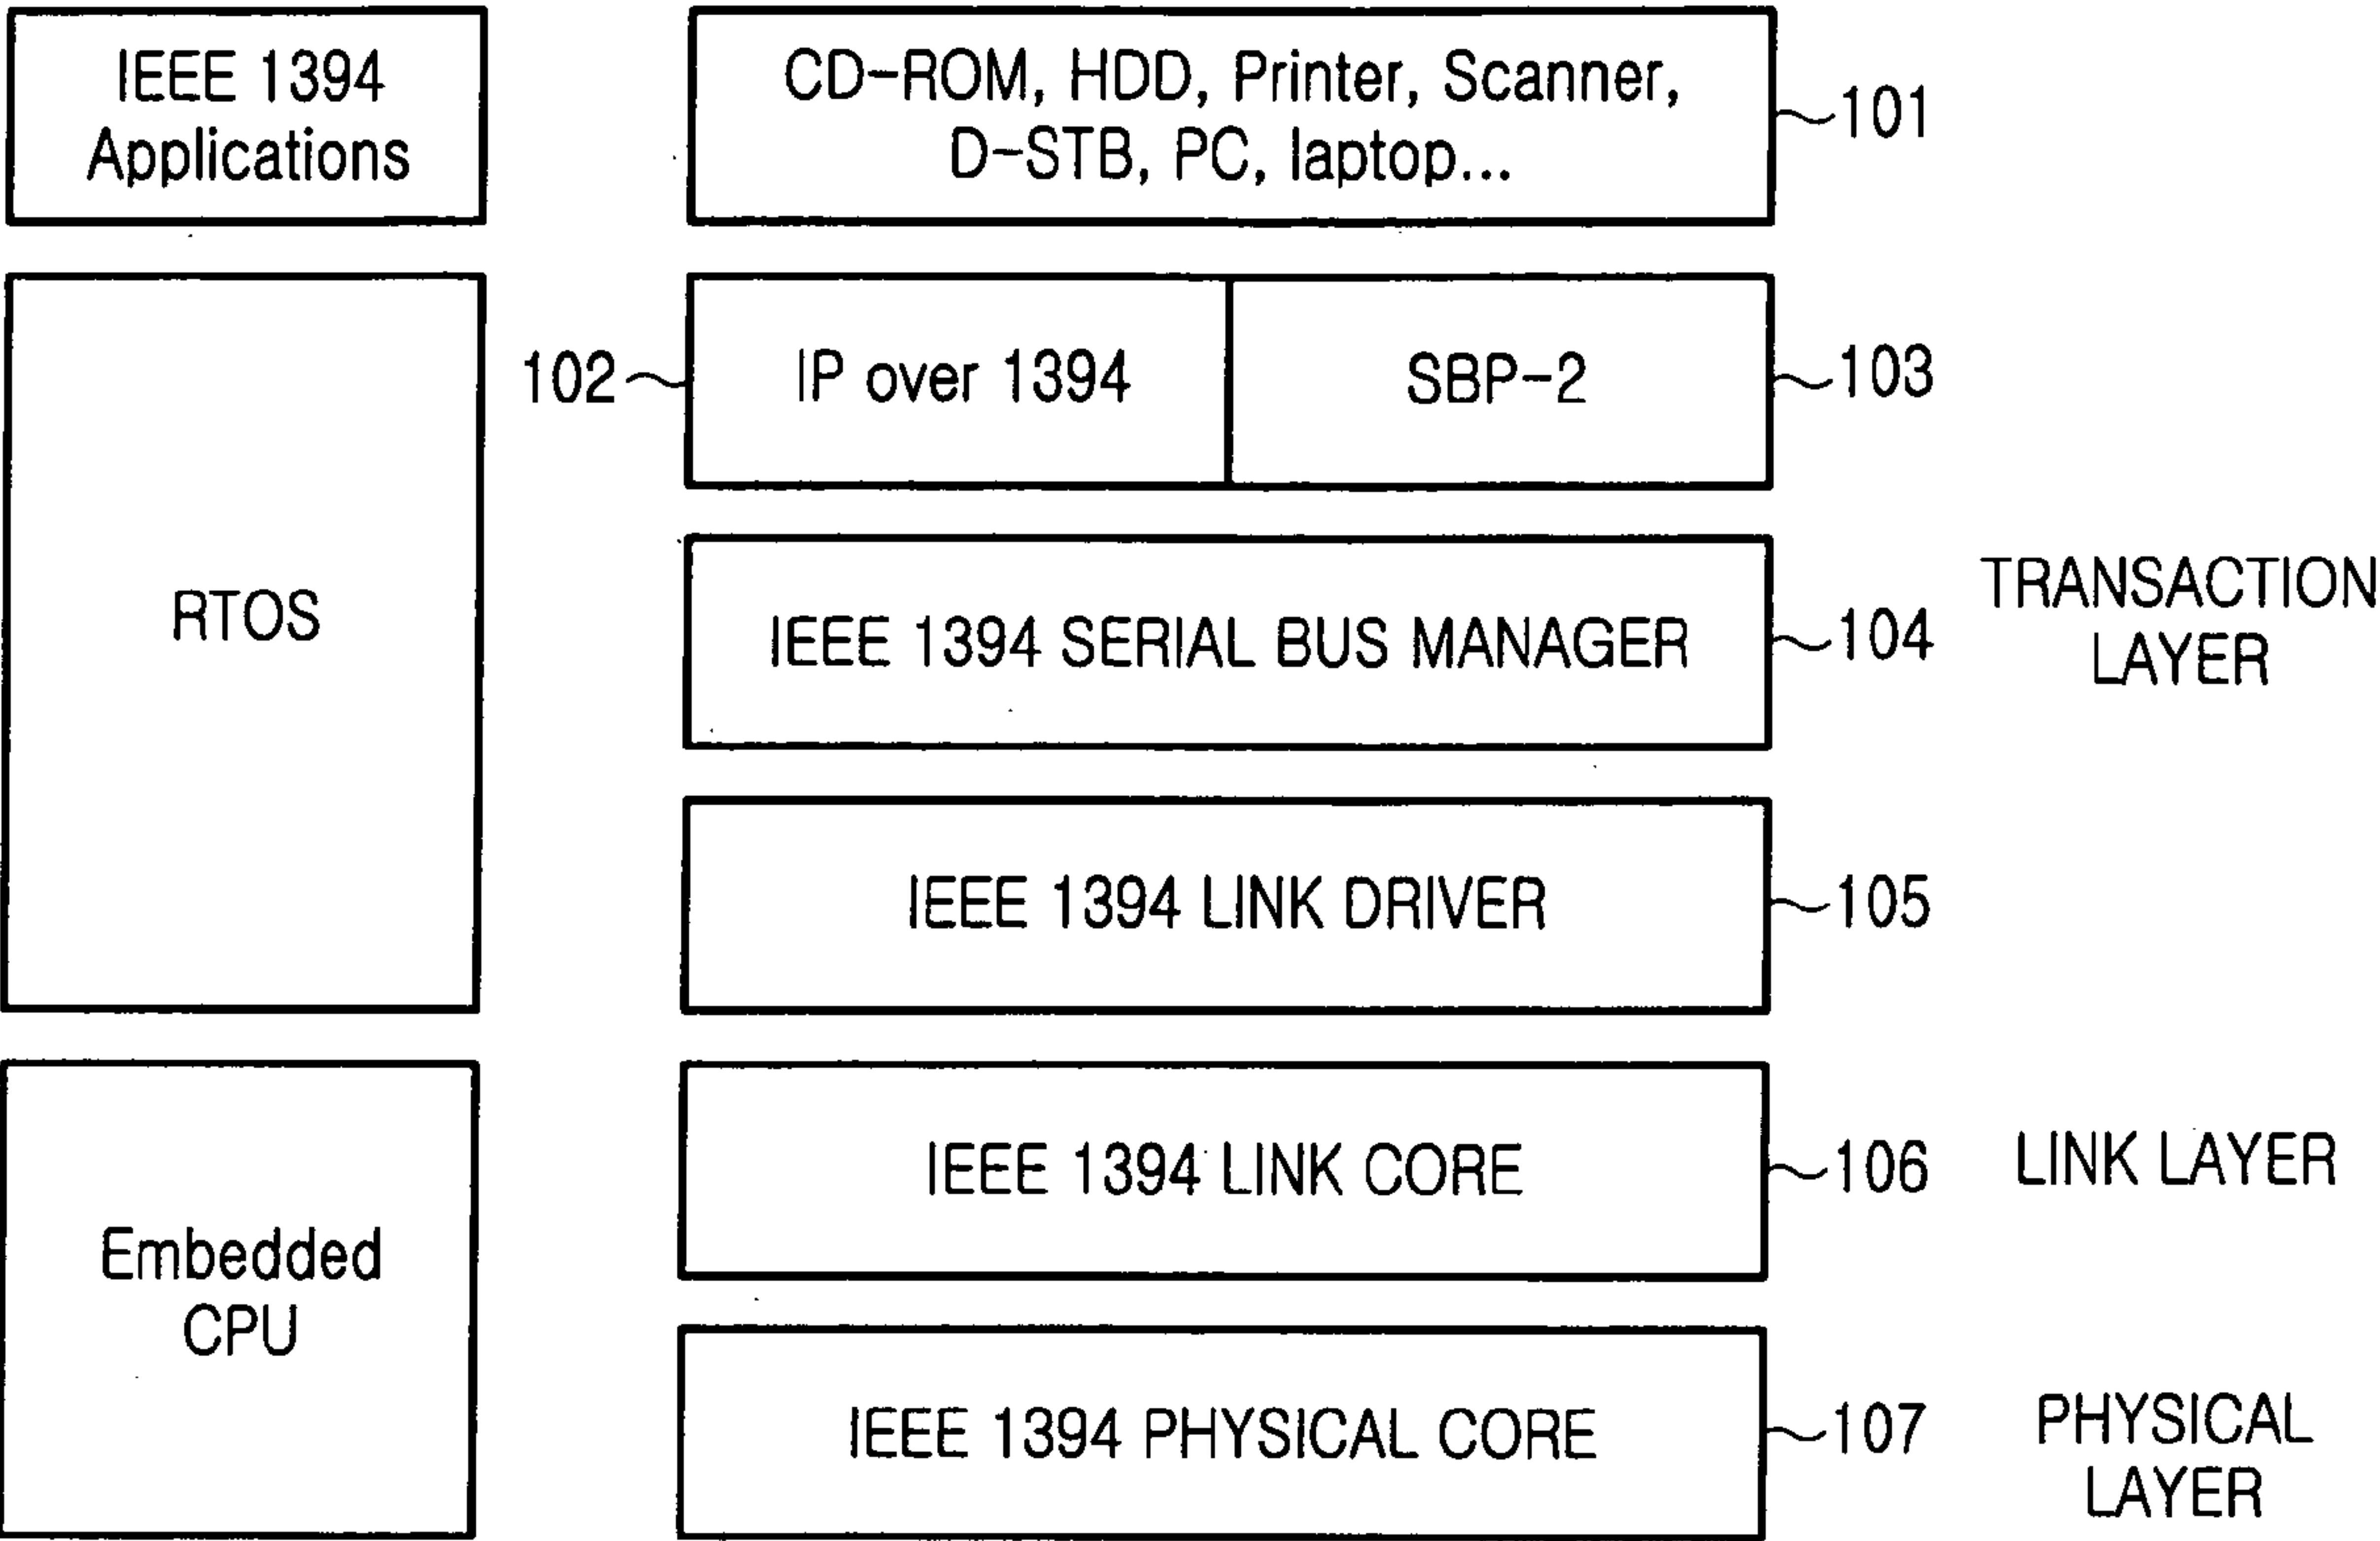 IEEE 1394
Applications
CD-ROM, HDD, Printer, Scanner,
D-STB, PC, laptop...
101
RTOS
102
IP over 1394
SBP-2
103
IEEE 1394 SERIAL BUS MANAGER
104
TRANSACTION
LAYER
IEEE 1394 LINK DRIVER
105
Embedded
CPU
IEEE 1394 LINK CORE
106
LINK LAYER
IEEE 1394 PHYSICAL CORE
107
PHYSICAL
LAYER